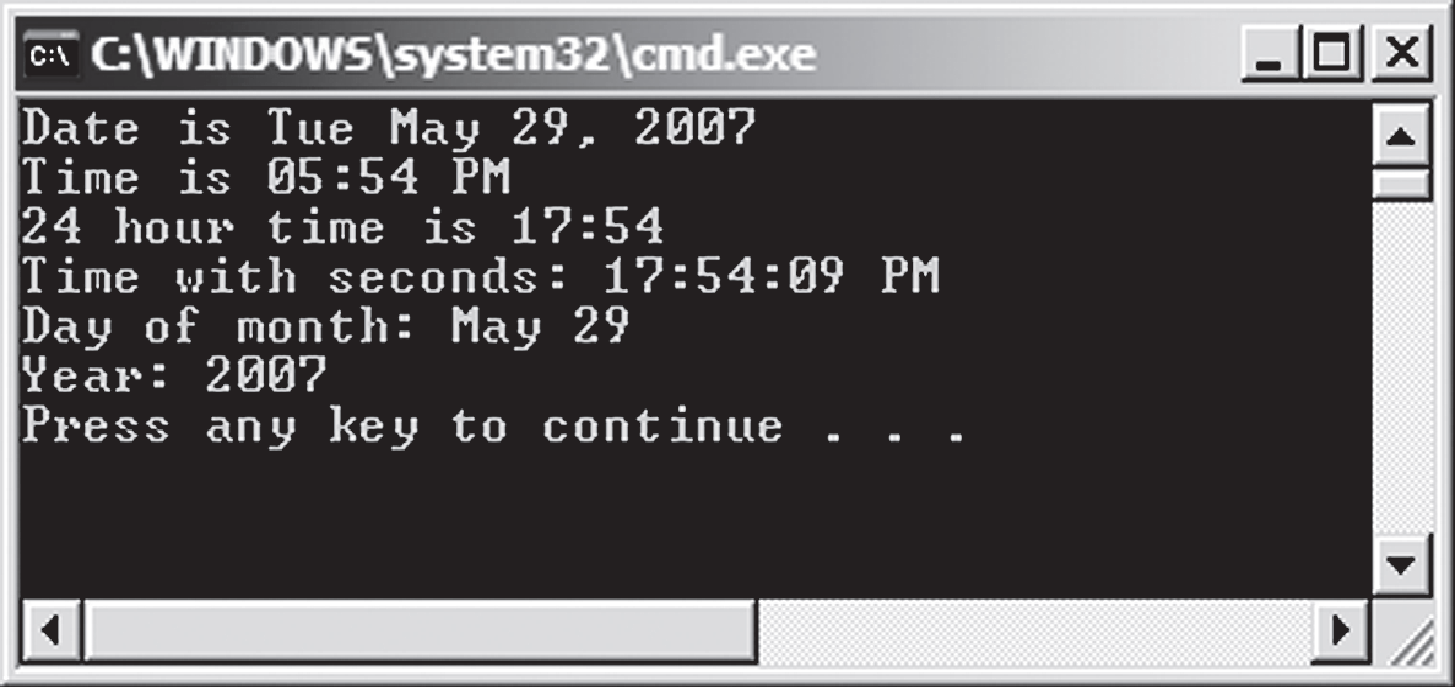 C:\WINDOWS\system32\cmd.exe
Date is Tue May 29, 2007
Time is 05:54 PM
24 hour time is 17:54
Time with seconds: 17:54:09 PM
Day of month: May 29
Year: 2007
Press any key to continue . . .